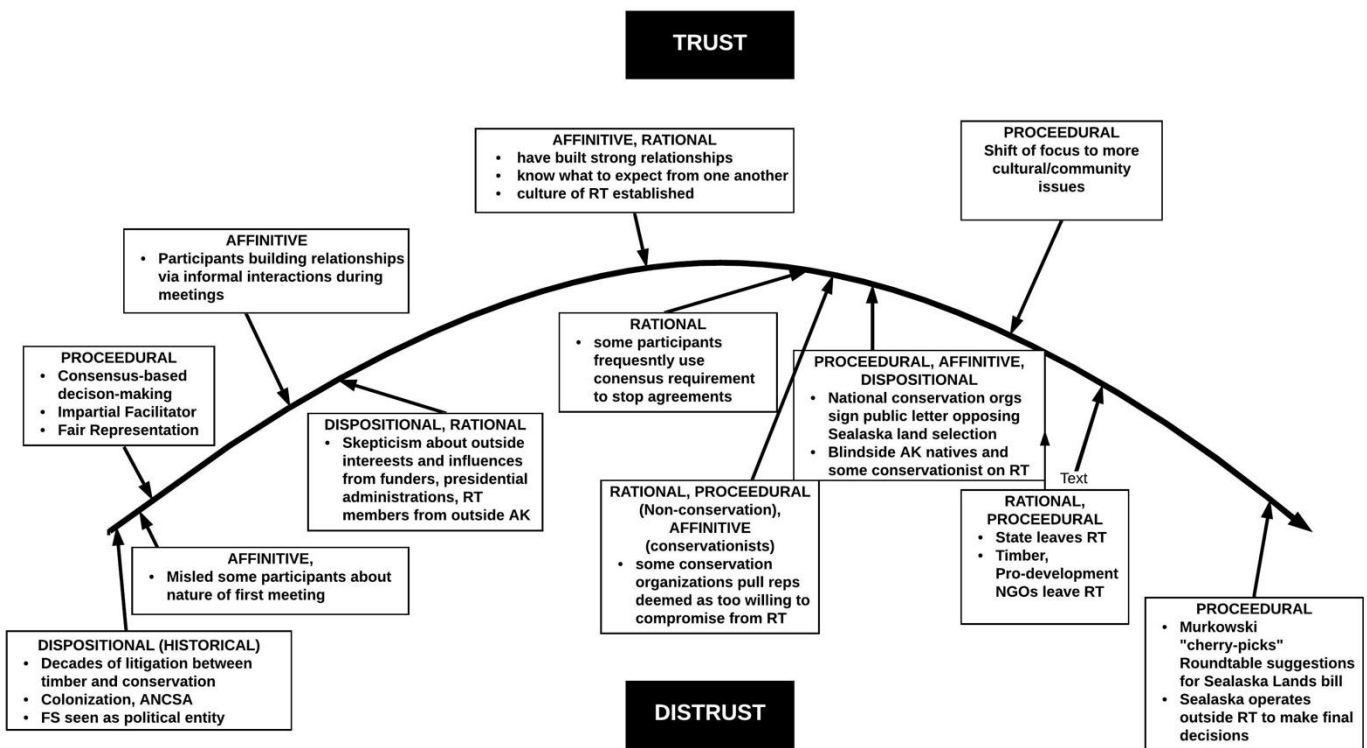 TRUST
AFFINITIVE, RATIONAL
• have built strong relationships
• know what to expect from one another
• culture of RT established
PROCEEDURAL
Shift of focus to more
cultural/community
issues
AFFINITIVE
• Participants building relationships
via informal interactions during
meetings
PROCEEDURAL
• Consensus-based
decison-making
• Impartial Facilitator
• Fair Representation
RATIONAL
• some participants
frequesntly use
conensus requirement
to stop agreements
PROCEEDURAL, AFFINITIVE,
DISPOSITIONAL
• National conservation orgs
sign public letter opposing
Sealaska land selection
• Blindside AK natives and
some conservationist on RT
DISPOSITIONAL, RATIONAL
• Skepticism about outside
intereests and influences
from funders, presidential
administrations, RT
members from outside AK
Text
RATIONAL, PROCEEDURAL
(Non-conservation),
AFFINITIVE
(conservationists)
• some conservation
organizations pull reps
deemed as too willing to
compromise from RT
RATIONAL,
PROCEEDURAL
• State leaves RT
• Timber,
Pro-development
NGOs leave RT
AFFINITIVE,
• Misled some participants about
nature of first meeting
PROCEEDURAL
• Murkowski
"cherry-picks"
Roundtable suggestions
for Sealaska Lands bill
• Sealaska operates
outside RT to make final
decisions
DISPOSITIONAL (HISTORICAL)
• Decades of litigation between
timber and conservation
• Colonization, ANCSA
• FS seen as political entity
DISTRUST